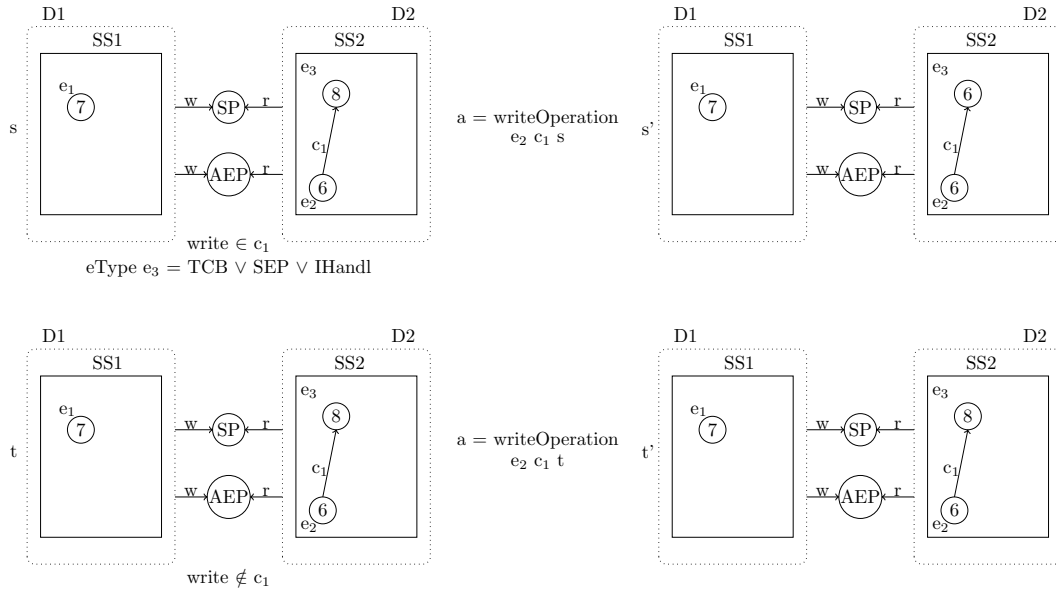 D1
D2
D1
D2
SS1
SS2
SS1
SS2
e3
e3
e1
7
w
SP
r
8
e1
7
w
SP
r
6
a = writeOperation
e2 c1 s
s
s'
c1
c1
w
AEP
r
6
w
AEP
r
6
e2
e2
write ∈ c1
eType e3 = TCB ∨ SEP ∨ IHandl
D1
D2
D1
D2
SS1
SS2
SS1
SS2
e3
e3
e1
7
w
SP
r
8
e1
7
w
SP
r
8
a = writeOperation
e2 c1 t
t
t'
c1
c1
w
AEP
r
6
w
AEP
r
6
e2
e2
write ∉ c1